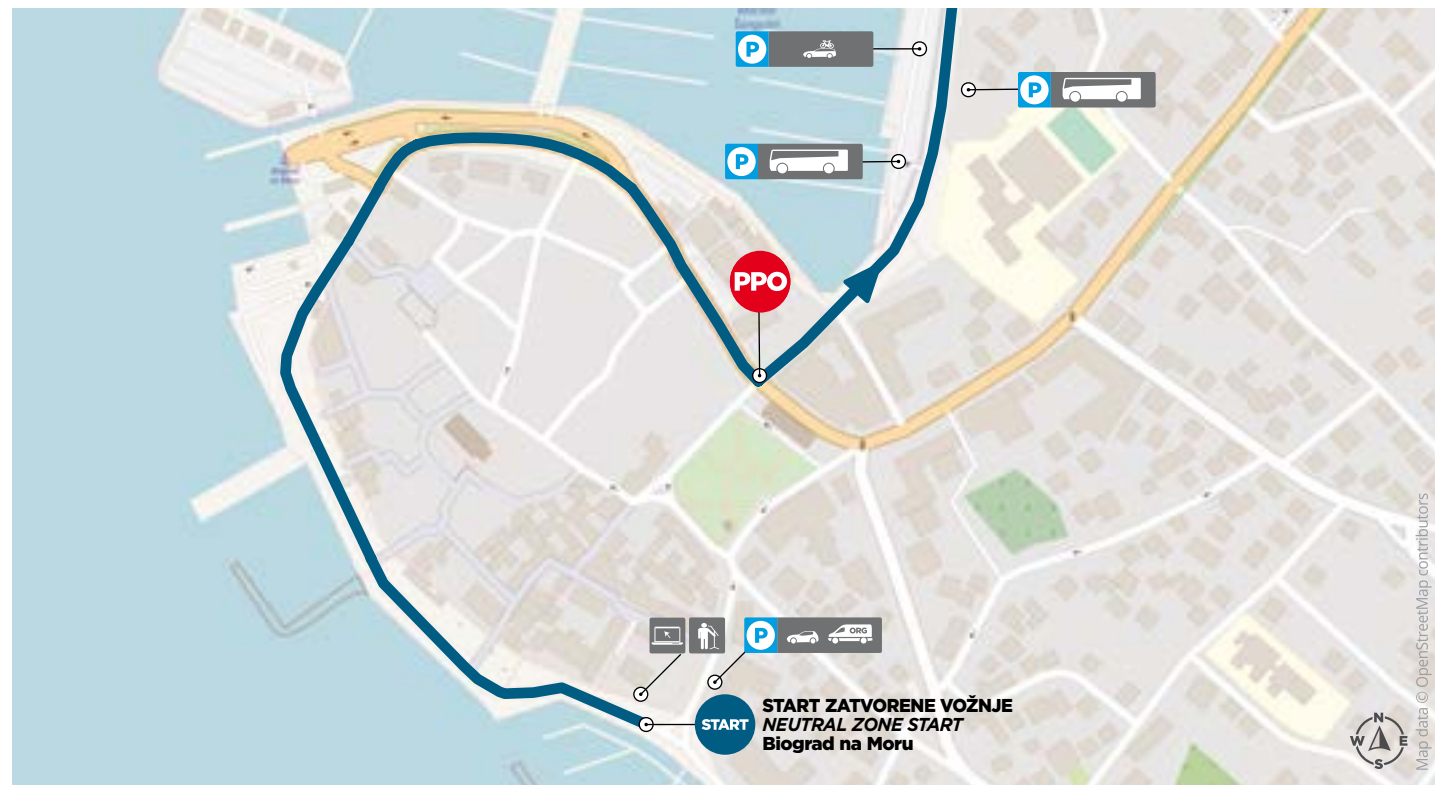 P
P
P
PPO
P
ORG
START
START ZATVORENE VOŽNJE
NEUTRAL ZONE START
Biograd na Moru
N
W E
S
Map data © OpenStreetMap contributors